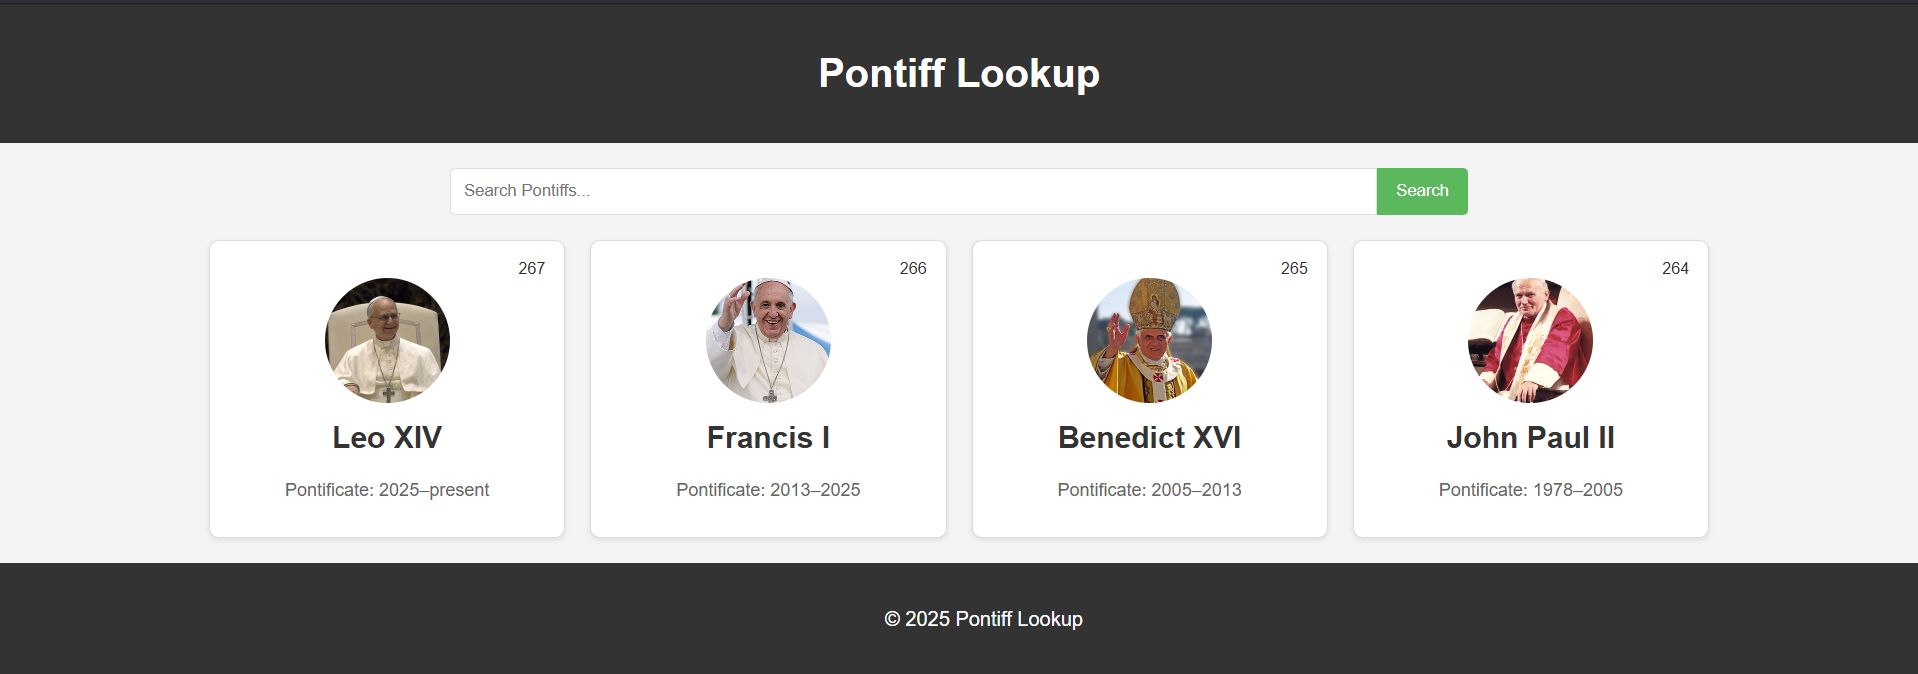 Pontiff Lookup
Search Pontiffs...
Search
267
Leo XIV
Pontificate: 2025–present
266
Francis I
Pontificate: 2013–2025
265
Benedict XVI
Pontificate: 2005–2013
264
John Paul II
Pontificate: 1978–2005
© 2025 Pontiff Lookup